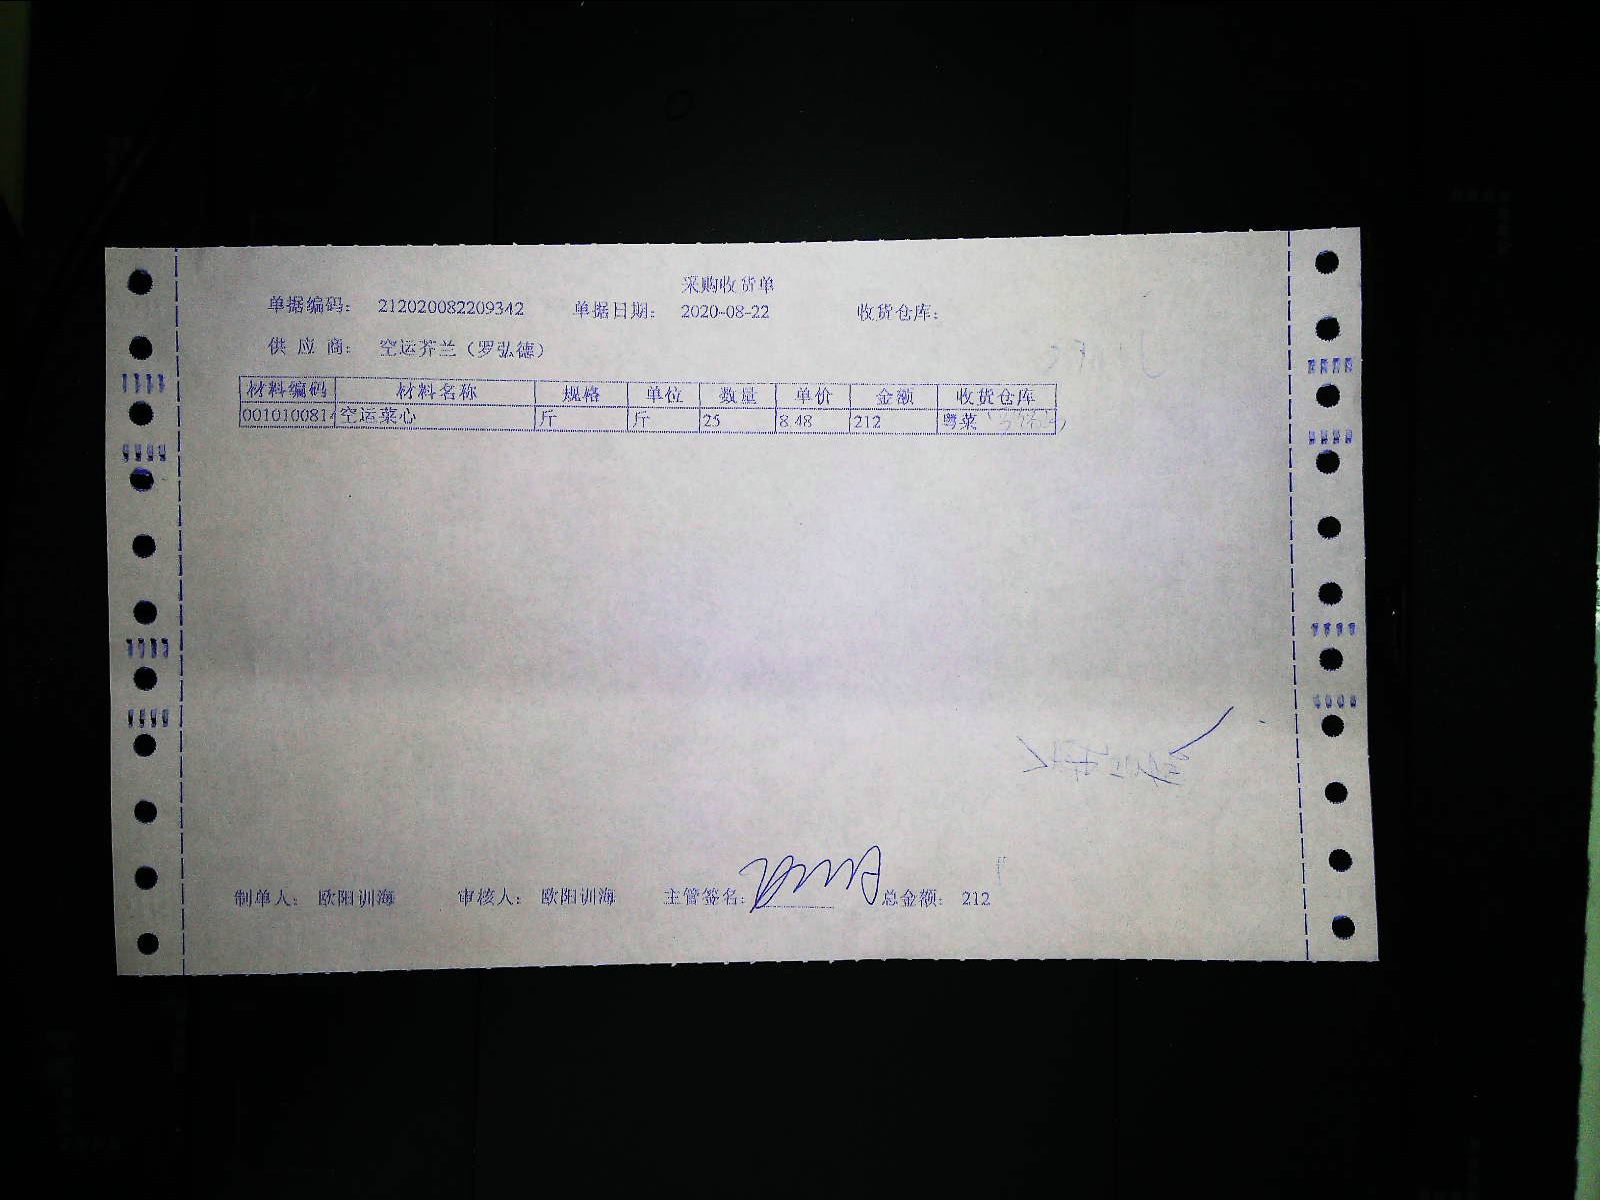 采购收货单
单据编码: 212020082209342 单据日期: 2020-08-22 收货仓库:
供 应 商: 空运芥兰（罗弘德）
材料编码 材料名称 规格 单位 数量 单价 金额 收货仓库
0010100814 空运菜心 斤 斤 25 8.48 212 粤菜
制单人: 欧阳训海 审核人: 欧阳训海 主管签名: 总金额: 212